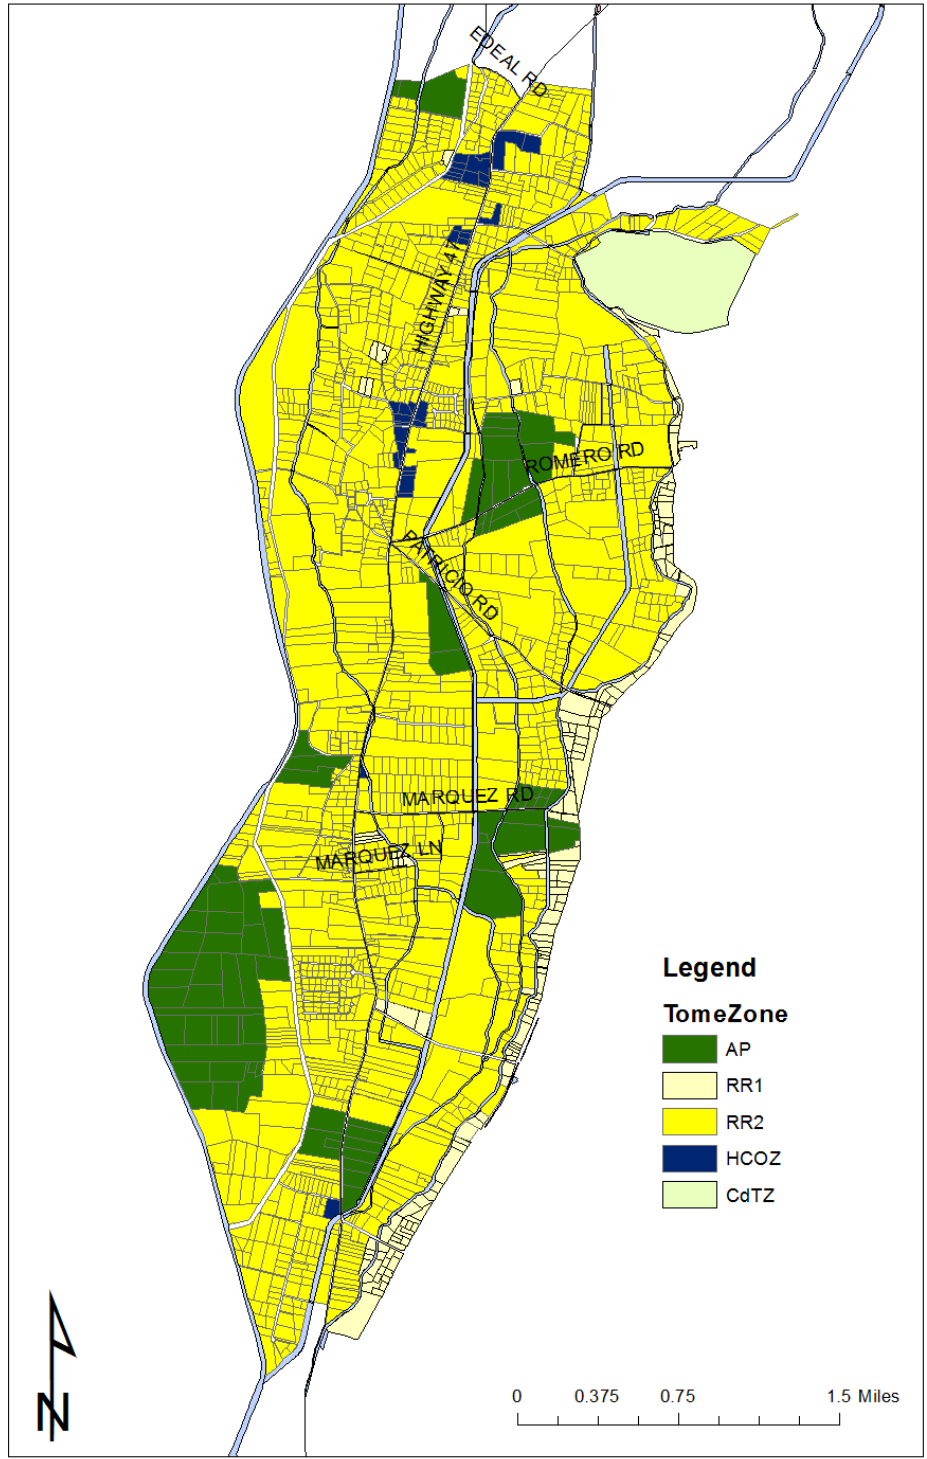 EDEAL RD
HIGHWAY 47
ROMERO RD
PATRICIO RD
MARQUEZ RD
MARQUEZ LN
Legend
TomeZone
AP
RR1
RR2
HCOZ
CdTZ
N
0 0.375 0.75 1.5 Miles